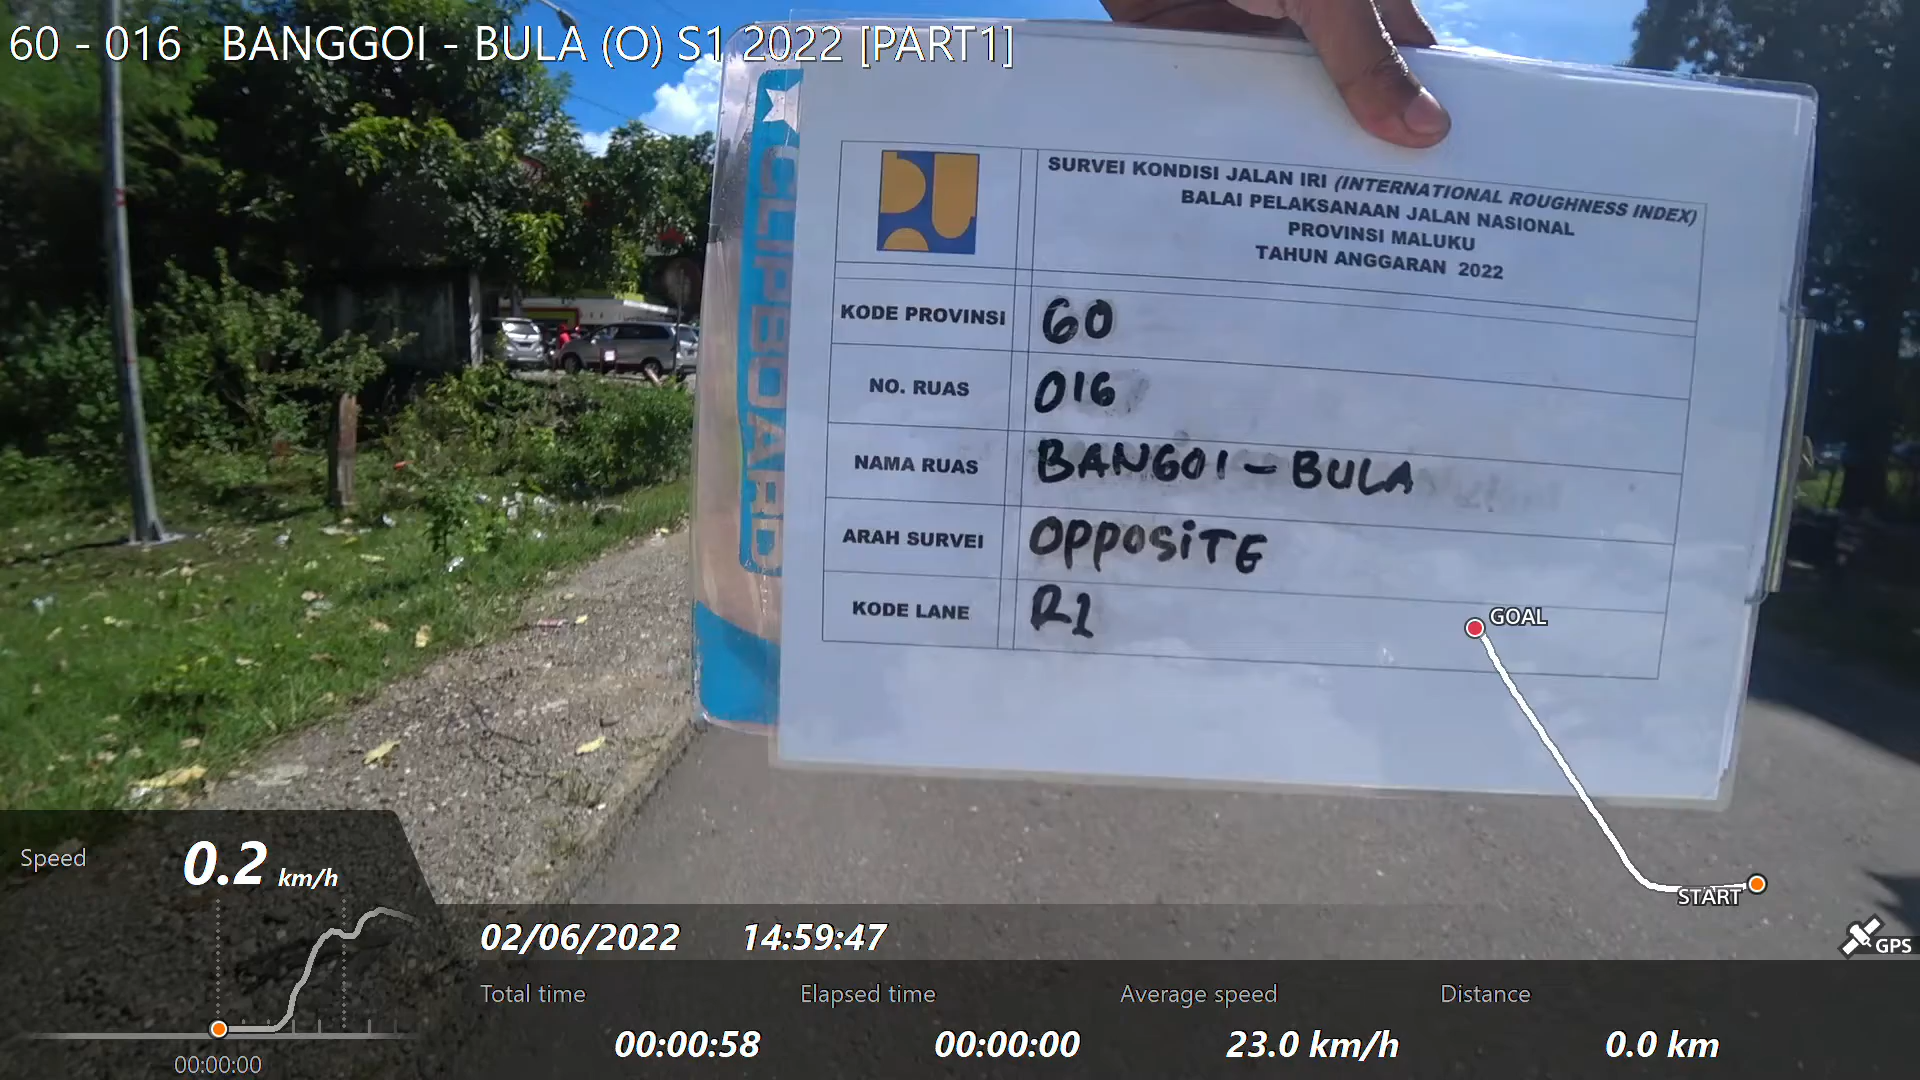 60 - 016 BANGGOI - BULA (O) S1 2022 [PART1]
CLIPBOARD
SURVEI KONDISI JALAN IRI (INTERNATIONAL ROUGHNESS INDEX)
BALAI PELAKSANAAN JALAN NASIONAL
PROVINSI MALUKU
TAHUN ANGGARAN 2022
KODE PROVINSI 60
NO. RUAS 016
NAMA RUAS BANGOI - BULA
ARAH SURVEI OPPOSITE
KODE LANE R1
GOAL
START
GPS
Speed 0.2 km/h
00:00:00
02/06/2022 14:59:47
Total time Elapsed time Average speed Distance
00:00:58 00:00:00 23.0 km/h 0.0 km